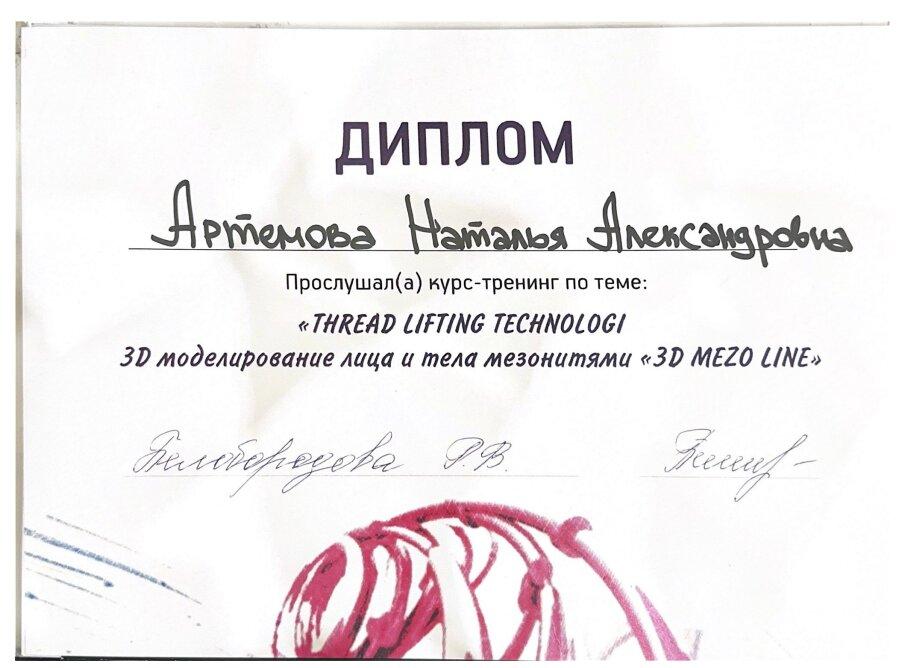 ДИПЛОМ
Артемова Наталья Александровна
Прослушал(а) курс-тренинг по теме:
«THREAD LIFTING TECHNOLOGI
3D моделирование лица и тела мезонитями «3D MEZO LINE»
Белобородова Р.В.